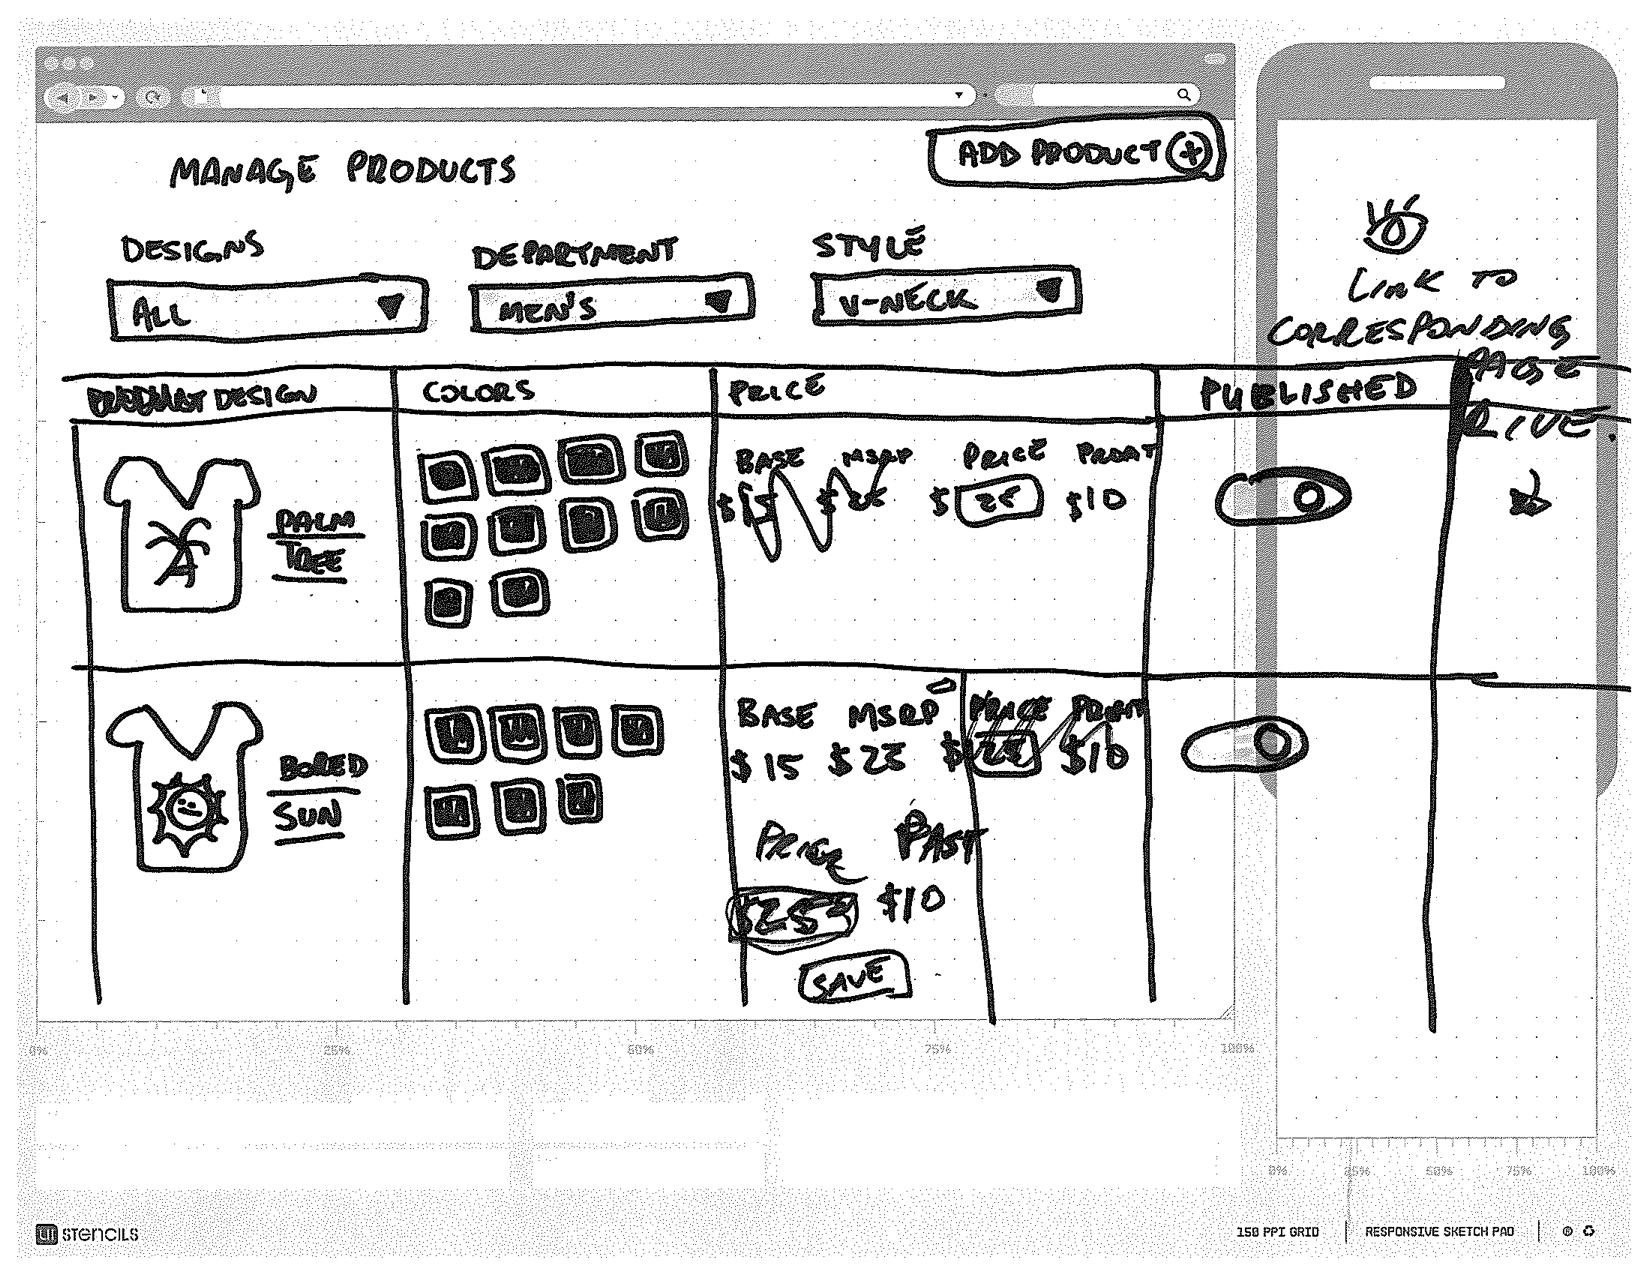 ADD PRODUCT +
MANAGE PRODUCTS
DESIGNS
DEPARTMENT
STYLE
ALL
MEN'S
V-NECK
LINK TO
CORRESPONDING
PAGE
LIVE.
DESIGN
COLORS
PRICE
PUBLISHED
BASE MSRP PRICE PROFIT
$15 $25 $ 25 $10
PALM
TREE
BASE MSRP PRICE PROFIT
$15 $25 $ 25 $10
BORED
SUN
PRICE
$10
SAVE
0% 25% 50% 75% 100%
0% 25% 50% 75% 100%
UI STENCILS
150 PPI GRID
RESPONSIVE SKETCH PAD